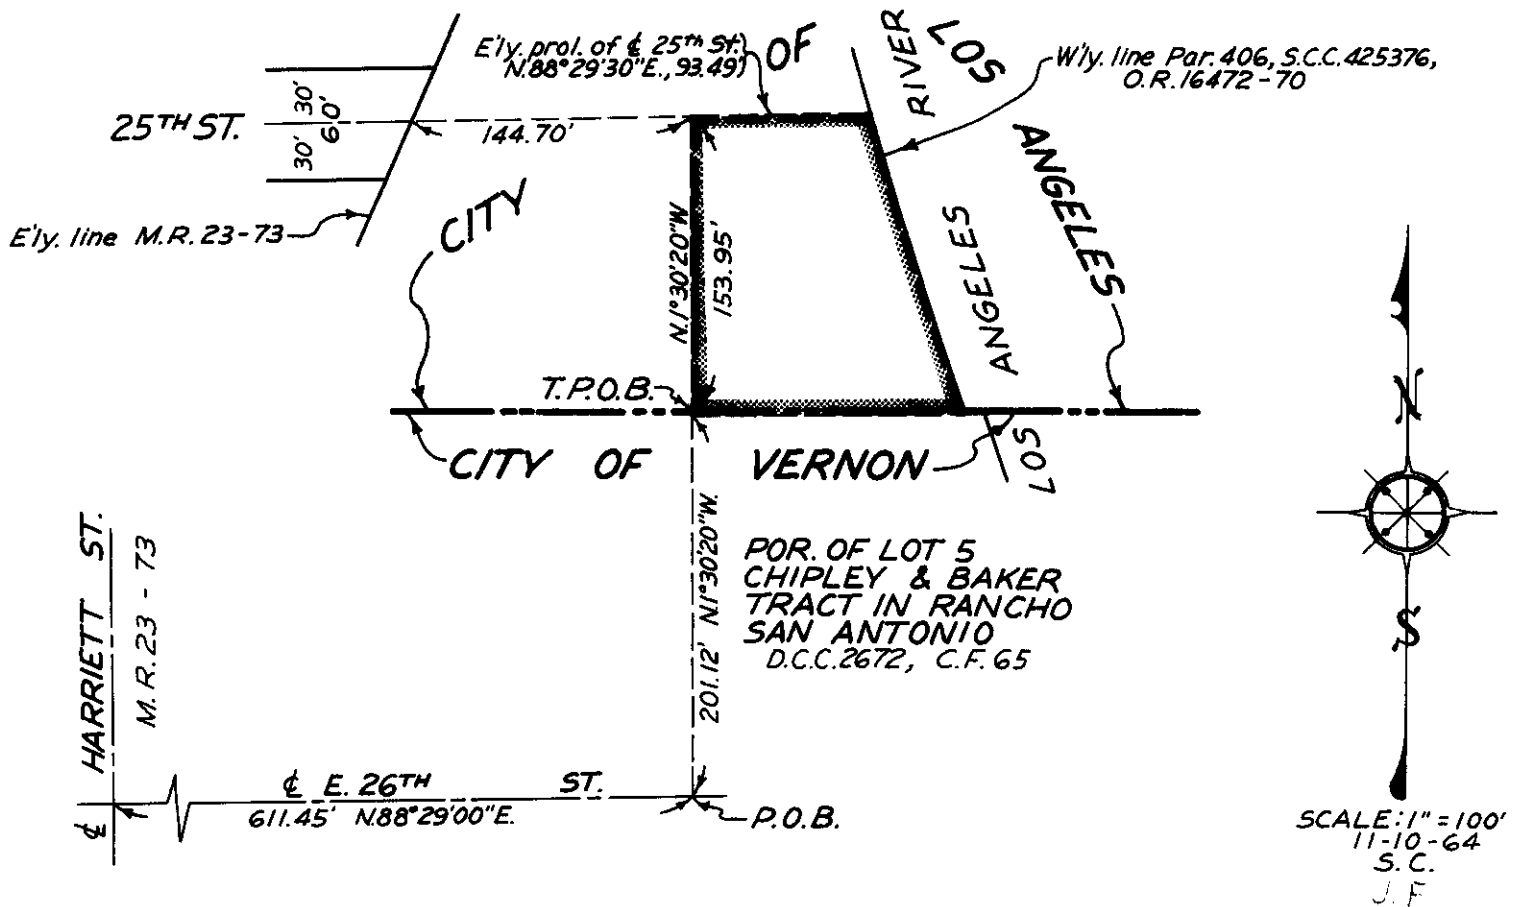 E'ly. prol. of ℄ 25th St.
N.88°29'30"E., 93.49'
OF
RIVER
LOS
W'ly. line Par. 406, S.C.C. 425376,
O.R. 16472-70
25TH ST.
30'
30'
60'
144.70'
ANGELES
CITY
E'ly. line M.R. 23-73
N.1°30'20"W
153.95'
ANGELES
T.P.O.B.
CITY OF VERNON
LOS
HARRIETT ST.
M.R. 23 - 73
201.12' N.1°30'20"W.
POR. OF LOT 5
CHIPLEY & BAKER
TRACT IN RANCHO
SAN ANTONIO
D.C.C. 2672, C.F. 65
N
S
℄ E. 26TH ST.
611.45' N.88°29'00"E.
℄
P.O.B.
SCALE: 1" = 100'
11-10-64
S.C.
J.F